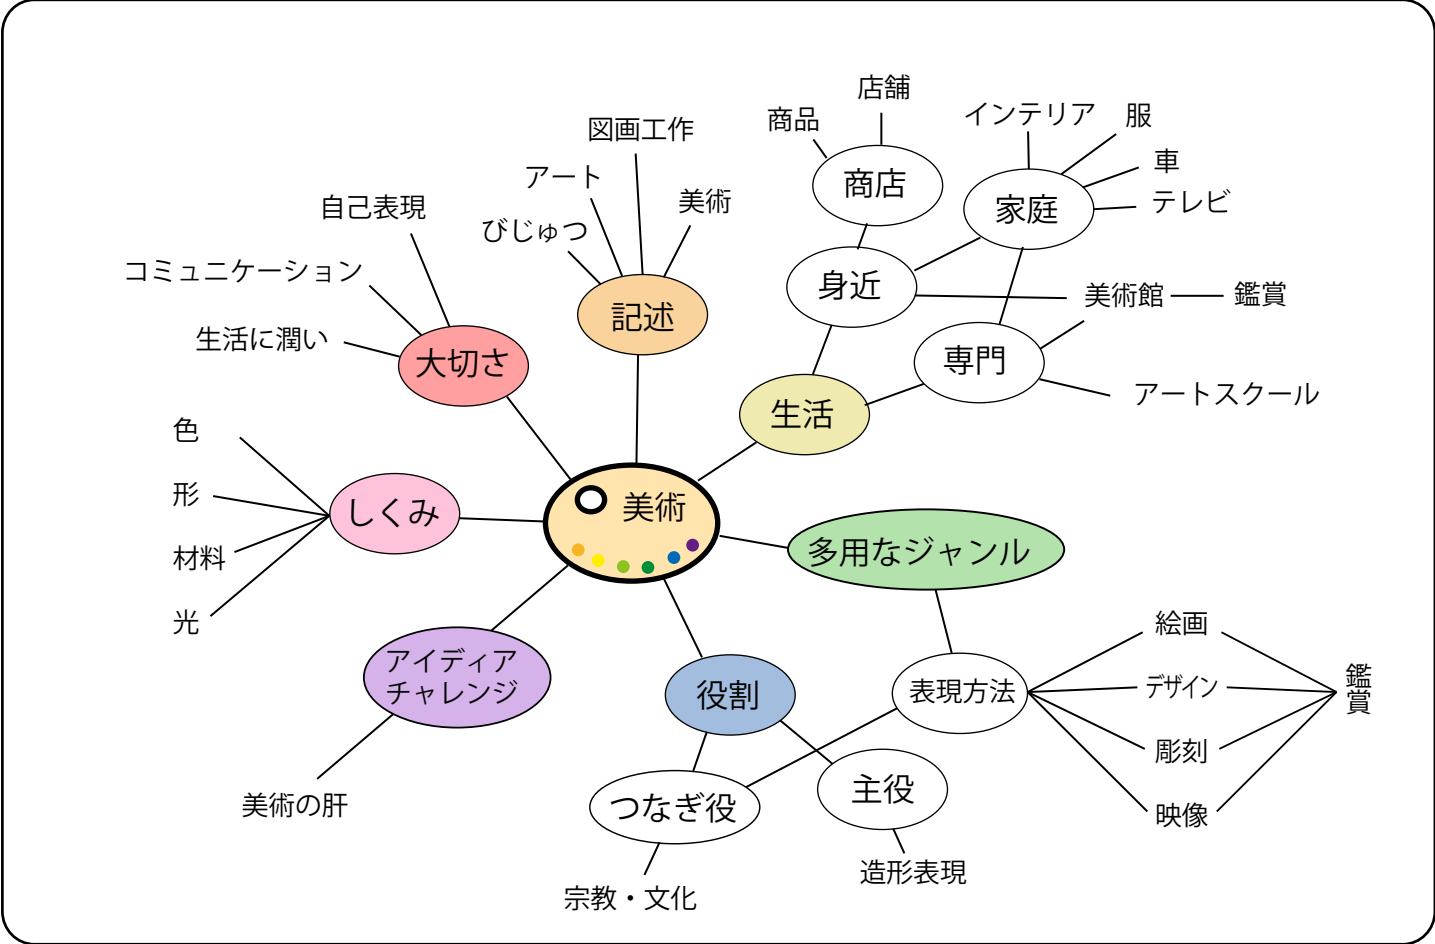 店舗
商品
インテリア
服
図画工作
車
アート
商店
テレビ
美術
家庭
自己表現
びじゅつ
コミュニケーション
身近
美術館
鑑賞
記述
生活に潤い
大切さ
専門
アートスクール
生活
色
形
しくみ
美術
材料
多用なジャンル
光
絵画
アイディア
チャレンジ
役割
表現方法
デザイン
鑑賞
彫刻
美術の肝
つなぎ役
主役
映像
造形表現
宗教・文化